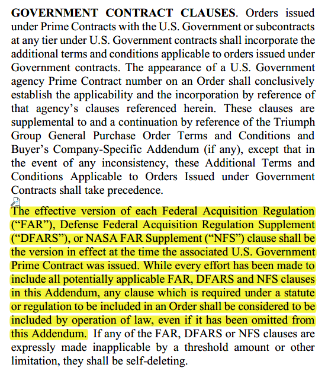 GOVERNMENT CONTRACT CLAUSES. Orders issued
under Prime Contracts with the U.S. Government or subcontracts
at any tier under U.S. Government contracts shall incorporate the
additional terms and conditions applicable to orders issued under
Government contracts. The appearance of a U.S. Government
agency Prime Contract number on an Order shall conclusively
establish the applicability and the incorporation by reference of
that agency's clauses referenced herein. These clauses are
supplemental to and a continuation by reference of the Triumph
Group General Purchase Order Terms and Conditions and
Buyer's Company-Specific Addendum (if any), except that in
the event of any inconsistency, these Additional Terms and
Conditions Applicable to Orders Issued under Government
Contracts shall take precedence.
The effective version of each Federal Acquisition Regulation
("FAR"), Defense Federal Acquisition Regulation Supplement
("DFARS"), or NASA FAR Supplement ("NFS") clause shall be
the version in effect at the time the associated U.S. Government
Prime Contract was issued. While every effort has been made to
include all potentially applicable FAR, DFARS and NFS clauses
in this Addendum, any clause which is required under a statute
or regulation to be included in an Order shall be considered to be
included by operation of law, even if it has been omitted from
this Addendum. If any of the FAR, DFARS or NFS clauses are
expressly made inapplicable by a threshold amount or other
limitation, they shall be self-deleting.